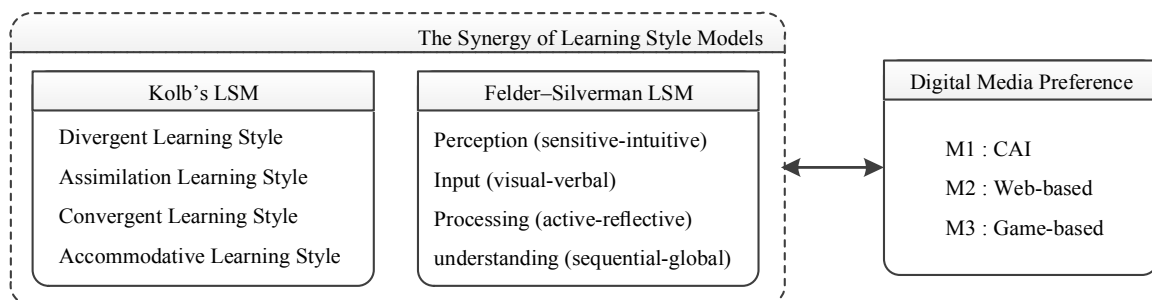 The Synergy of Learning Style Models
Kolb's LSM
Divergent Learning Style
Assimilation Learning Style
Convergent Learning Style
Accommodative Learning Style
Felder–Silverman LSM
Perception (sensitive-intuitive)
Input (visual-verbal)
Processing (active-reflective)
understanding (sequential-global)
Digital Media Preference
M1 : CAI
M2 : Web-based
M3 : Game-based